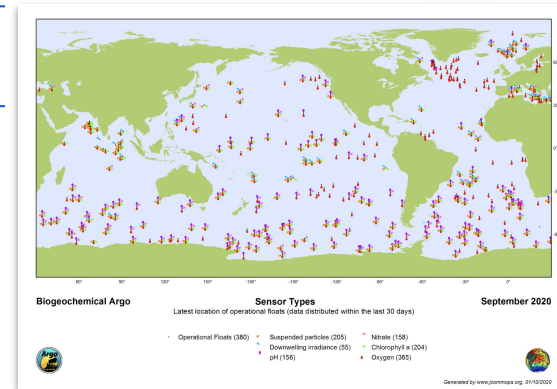 60°
0°
60°
90°
120°
150°
180°
-150°
-120°
-90°
-60°
-30°
0°
Biogeochemical Argo
Sensor Types
September 2020
Latest location of operational floats (data distributed within the last 30 days)
Operational Floats (380)
Suspended particles (205)
Nitrate (158)
Downwelling irradiance (55)
Chlorophyll a (204)
pH (156)
Oxygen (365)
Argo
Generated by www.jcommops.org, 01/10/2020